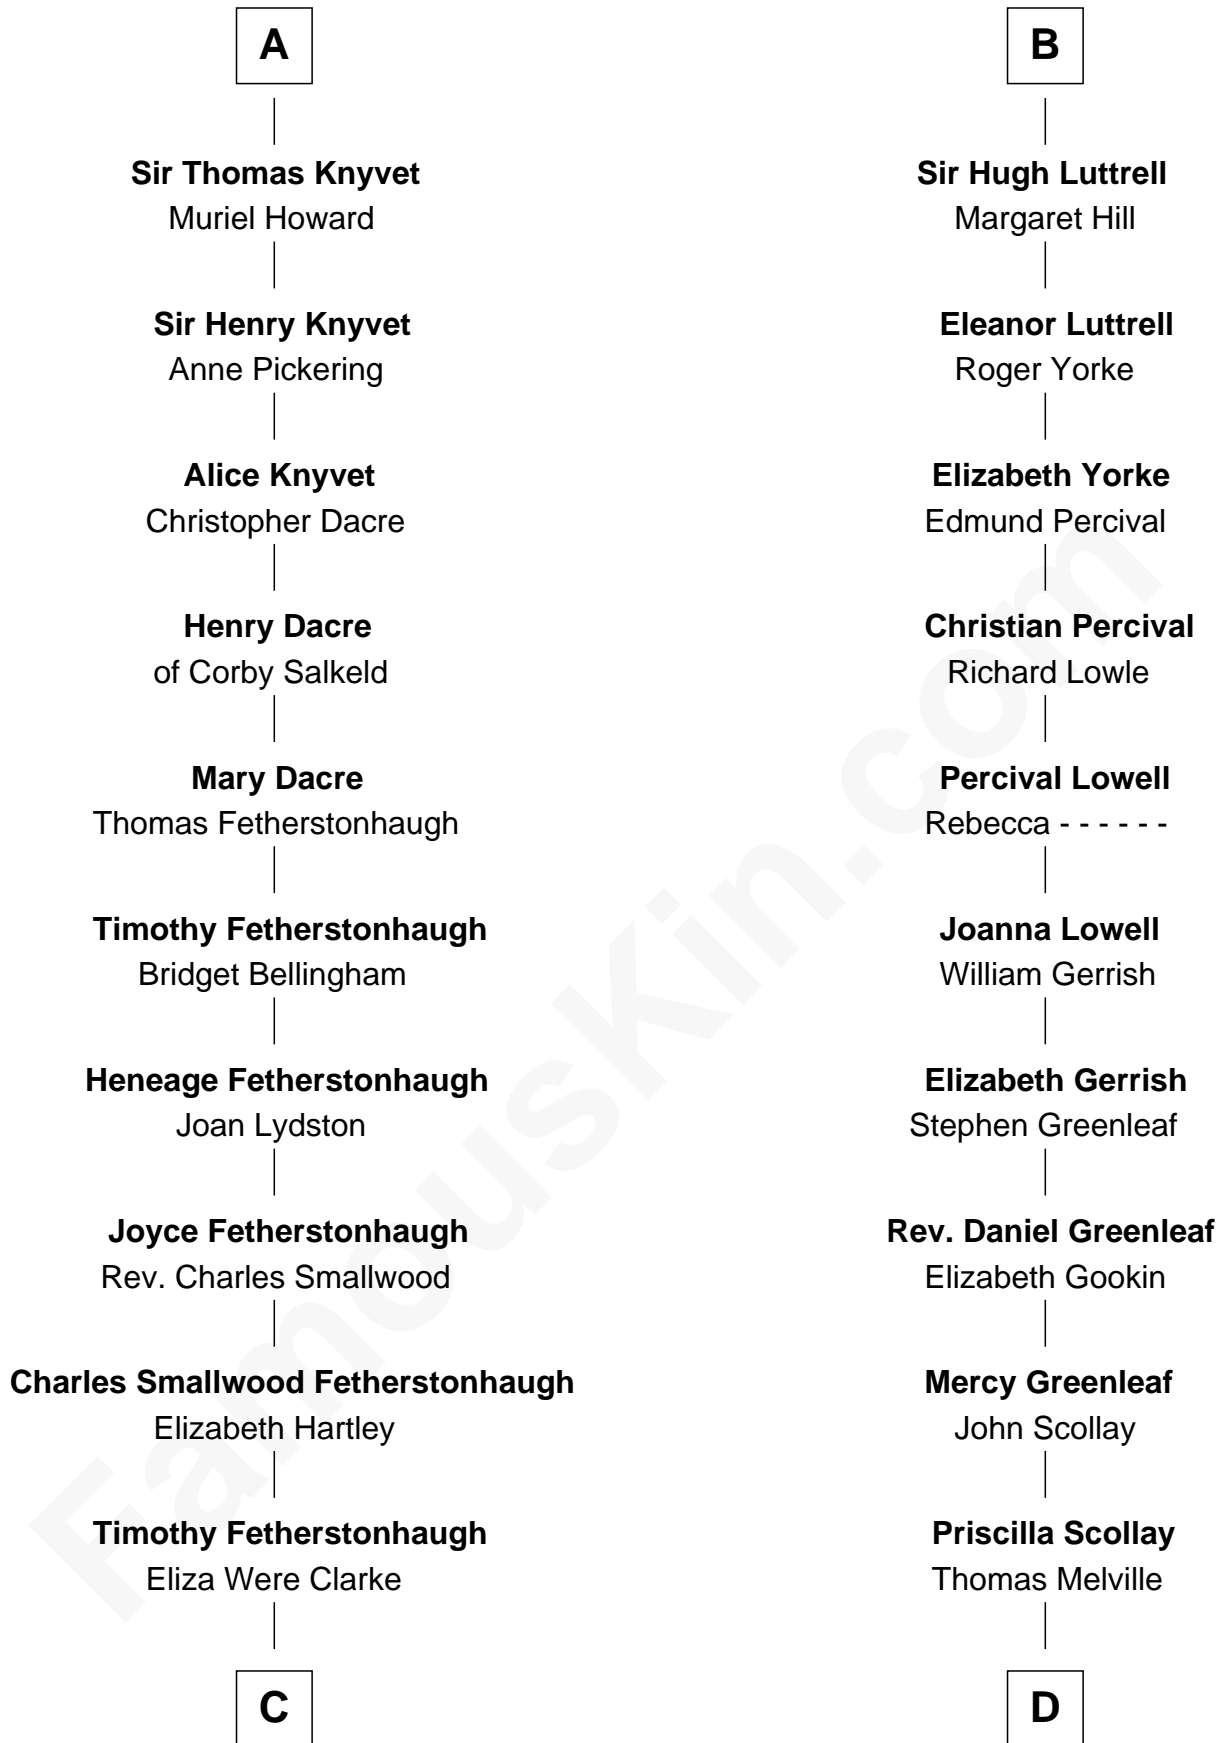 A
Sir Thomas Knyvet
Muriel Howard
Sir Henry Knyvet
Anne Pickering
Alice Knyvet
Christopher Dacre
Henry Dacre
of Corby Salkeld
Mary Dacre
Thomas Fetherstonhaugh
Timothy Fetherstonhaugh
Bridget Bellingham
Heneage Fetherstonhaugh
Joan Lydston
Joyce Fetherstonhaugh
Rev. Charles Smallwood
Charles Smallwood Fetherstonhaugh
Elizabeth Hartley
Timothy Fetherstonhaugh
Eliza Were Clarke
C
B
Sir Hugh Luttrell
Margaret Hill
Eleanor Luttrell
Roger Yorke
Elizabeth Yorke
Edmund Percival
Christian Percival
Richard Lowle
Percival Lowell
Rebecca - - - - - -
Joanna Lowell
William Gerrish
Elizabeth Gerrish
Stephen Greenleaf
Rev. Daniel Greenleaf
Elizabeth Gookin
Mercy Greenleaf
John Scollay
Priscilla Scollay
Thomas Melville
D
FamousKin.com